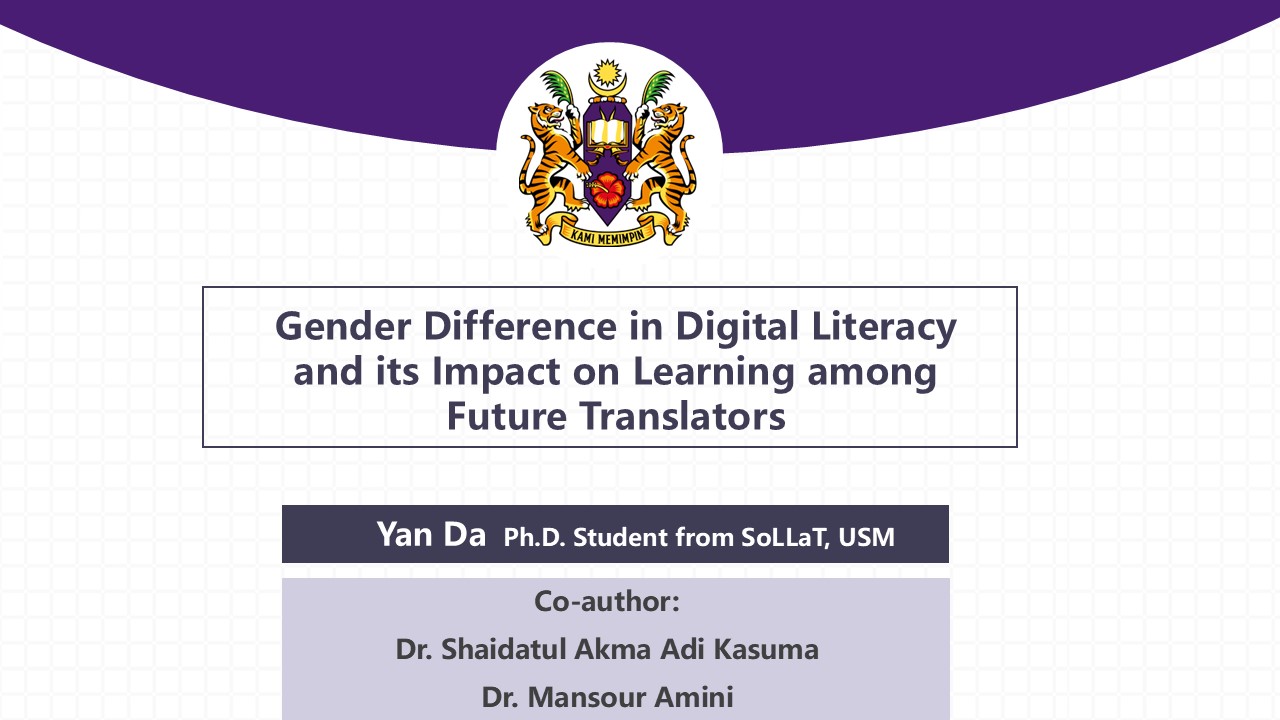 KAMI MEMIMPIN
Gender Difference in Digital Literacy
and its Impact on Learning among
Future Translators
Yan Da Ph.D. Student from SoLLaT, USM
Co-author:
Dr. Shaidatul Akma Adi Kasuma
Dr. Mansour Amini